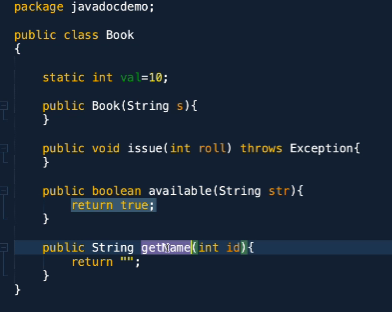 package javadocdemo;
public class Book
{
static int val=10;
public Book(String s){
}
public void issue(int roll) throws Exception{
}
public boolean available(String str){
return true;
}
public String getName(int id){
return "";
}
}